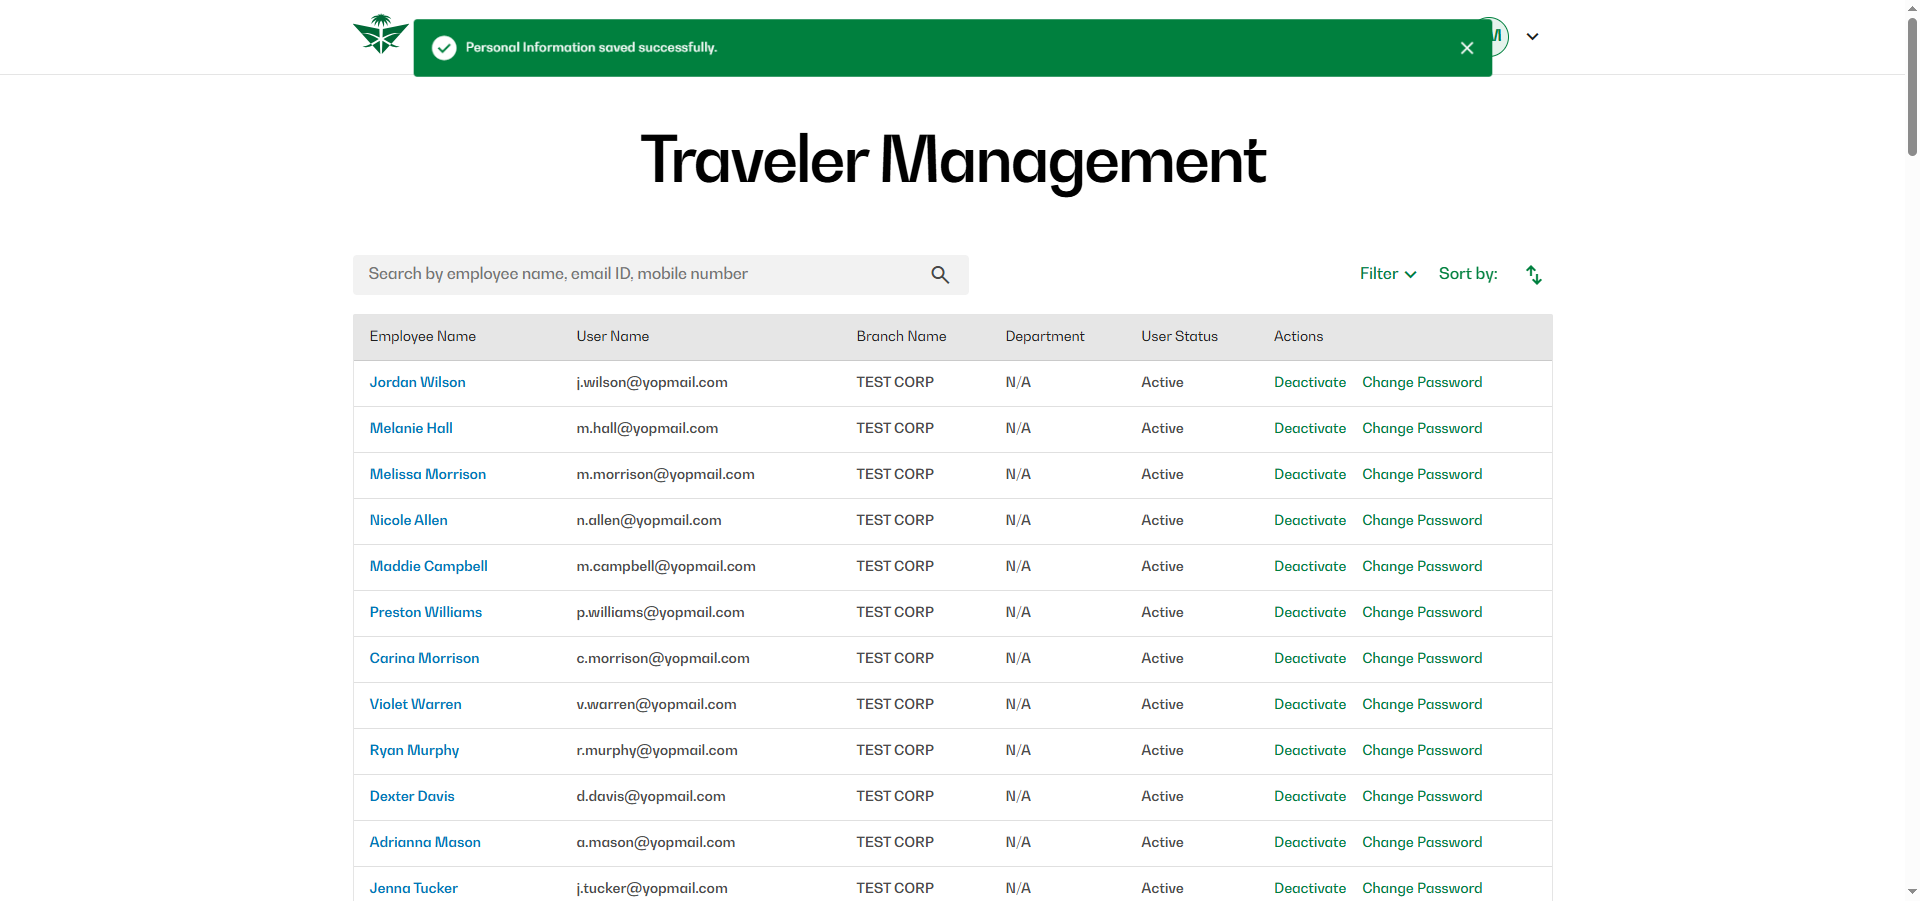 Personal Information saved successfully.
M
Traveler Management
Search by employee name, email ID, mobile number
Filter
Sort by:
Employee Name User Name Branch Name Department User Status Actions
Jordan Wilson j.wilson@yopmail.com TEST CORP N/A Active Deactivate Change Password
Melanie Hall m.hall@yopmail.com TEST CORP N/A Active Deactivate Change Password
Melissa Morrison m.morrison@yopmail.com TEST CORP N/A Active Deactivate Change Password
Nicole Allen n.allen@yopmail.com TEST CORP N/A Active Deactivate Change Password
Maddie Campbell m.campbell@yopmail.com TEST CORP N/A Active Deactivate Change Password
Preston Williams p.williams@yopmail.com TEST CORP N/A Active Deactivate Change Password
Carina Morrison c.morrison@yopmail.com TEST CORP N/A Active Deactivate Change Password
Violet Warren v.warren@yopmail.com TEST CORP N/A Active Deactivate Change Password
Ryan Murphy r.murphy@yopmail.com TEST CORP N/A Active Deactivate Change Password
Dexter Davis d.davis@yopmail.com TEST CORP N/A Active Deactivate Change Password
Adrianna Mason a.mason@yopmail.com TEST CORP N/A Active Deactivate Change Password
Jenna Tucker j.tucker@yopmail.com TEST CORP N/A Active Deactivate Change Password